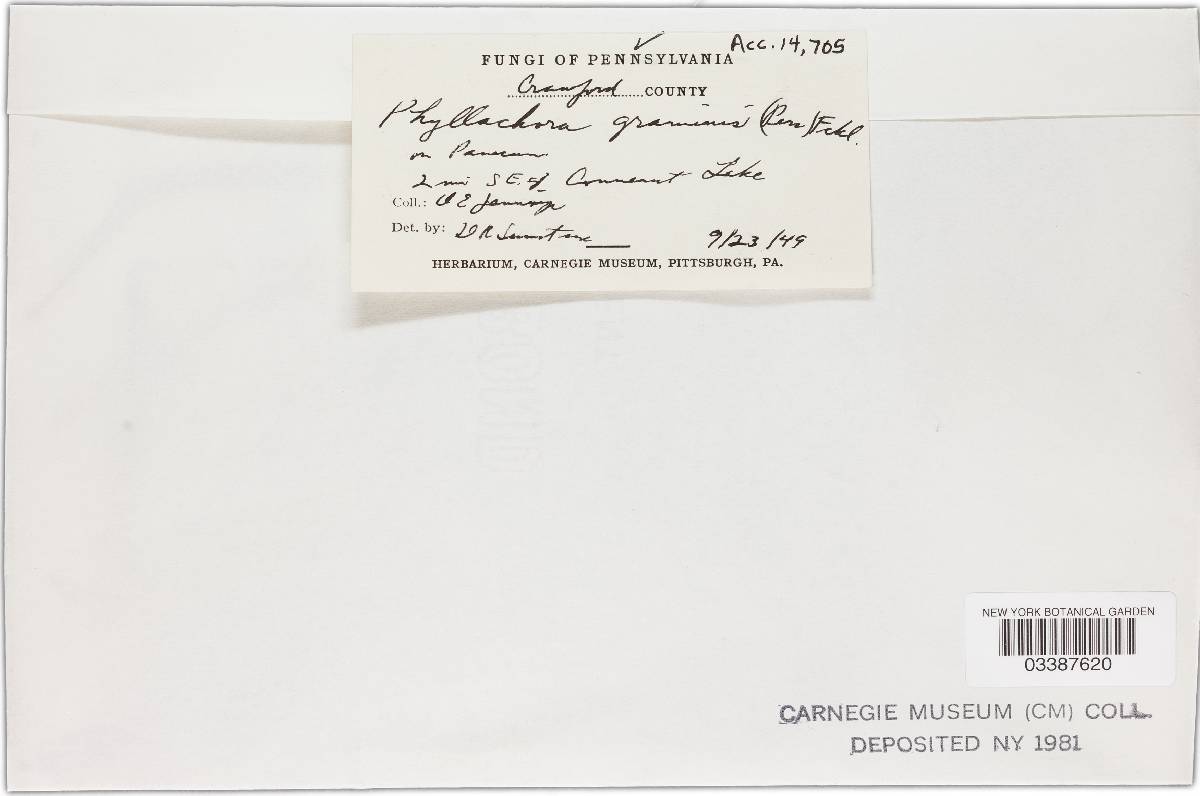 Acc. 14,705
FUNGI OF PENNSYLVANIA
Crawford COUNTY
Phyllachora graminis (Pers) Fckl.
on Panicum
2 mi S E. of Conneaut Lake
Coll.: O E Jennings
Det. by: D R Sumstine 9/23/49
HERBARIUM, CARNEGIE MUSEUM, PITTSBURGH, PA.
NEW YORK BOTANICAL GARDEN
03387620
CARNEGIE MUSEUM (CM) COLL.
DEPOSITED NY 1981